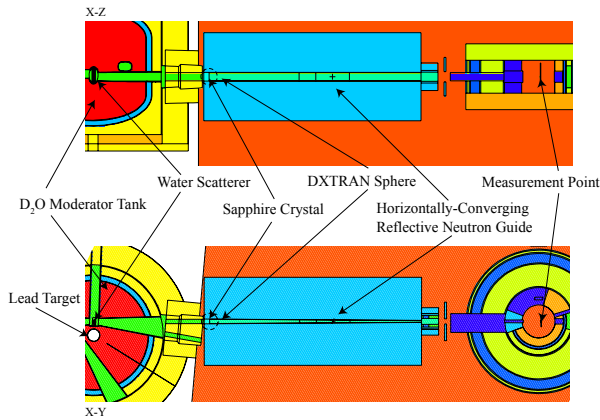 X-Z
Water Scatterer
DXTRAN Sphere
Measurement Point
D₂O Moderator Tank
Sapphire Crystal
Horizontally-Converging
Reflective Neutron Guide
Lead Target
X-Y